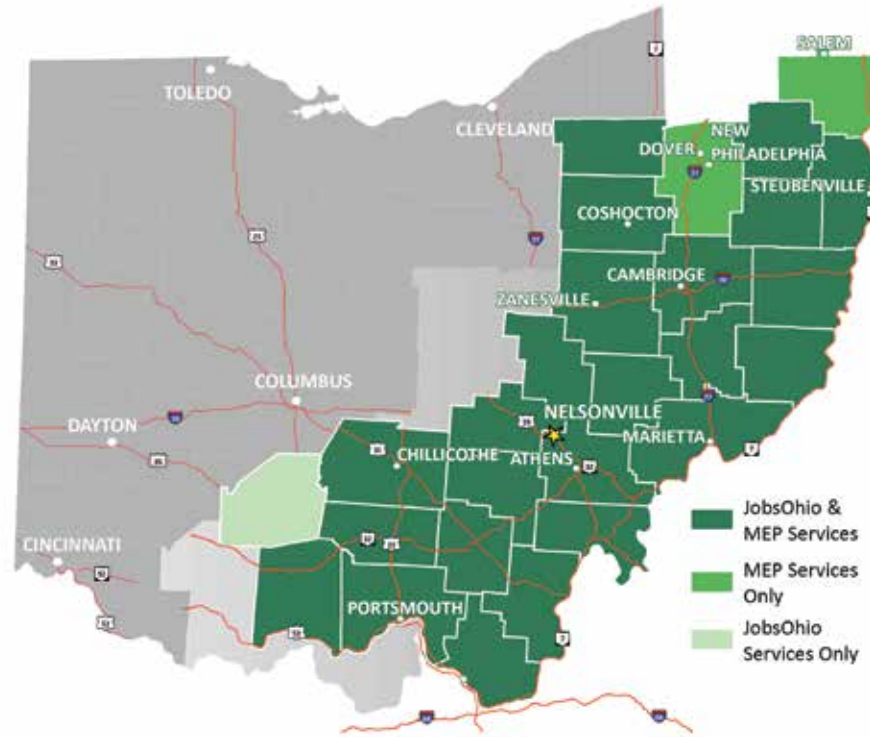 SALEM
TOLEDO
CLEVELAND
NEW
DOVER
PHILADELPHIA
STEUBENVILLE
COSHOCTON
CAMBRIDGE
ZANESVILLE
COLUMBUS
NELSONVILLE
DAYTON
MARIETTA
CHILLICOTHE
ATHENS
JobsOhio &
MEP Services
CINCINNATI
MEP Services
Only
PORTSMOUTH
JobsOhio
Services Only